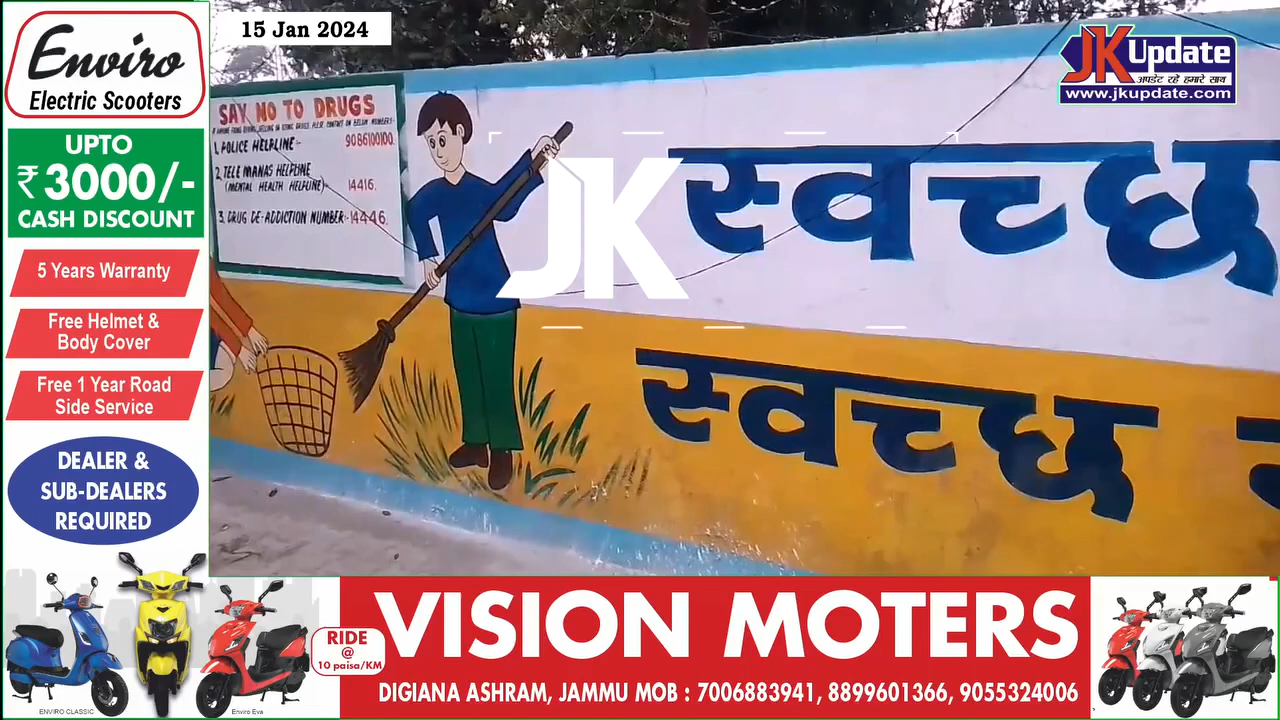 Enviro
Electric Scooters
UPTO
₹3000/-
CASH DISCOUNT
5 Years Warranty
Free Helmet &
Body Cover
Free 1 Year Road
Side Service
DEALER &
SUB-DEALERS
REQUIRED
ENVIRO CLASSIC
Enviro Eva
15 Jan 2024
JK Update
अपडेट रहे हमारे साथ
www.jkupdate.com
SAY NO TO DRUGS
1. POLICE HELPLINE:- 9086100100
2. TELE MANAS HELPLINE
(MENTAL HEALTH HELPLINE)- 14416.
3. DRUG DE-ADDICTION NUMBER:-14446.
JK
स्वच्छ
स्वच्छ
RIDE
@
10 paisa/KM
VISION MOTERS
DIGIANA ASHRAM, JAMMU MOB : 7006883941, 8899601366, 9055324006